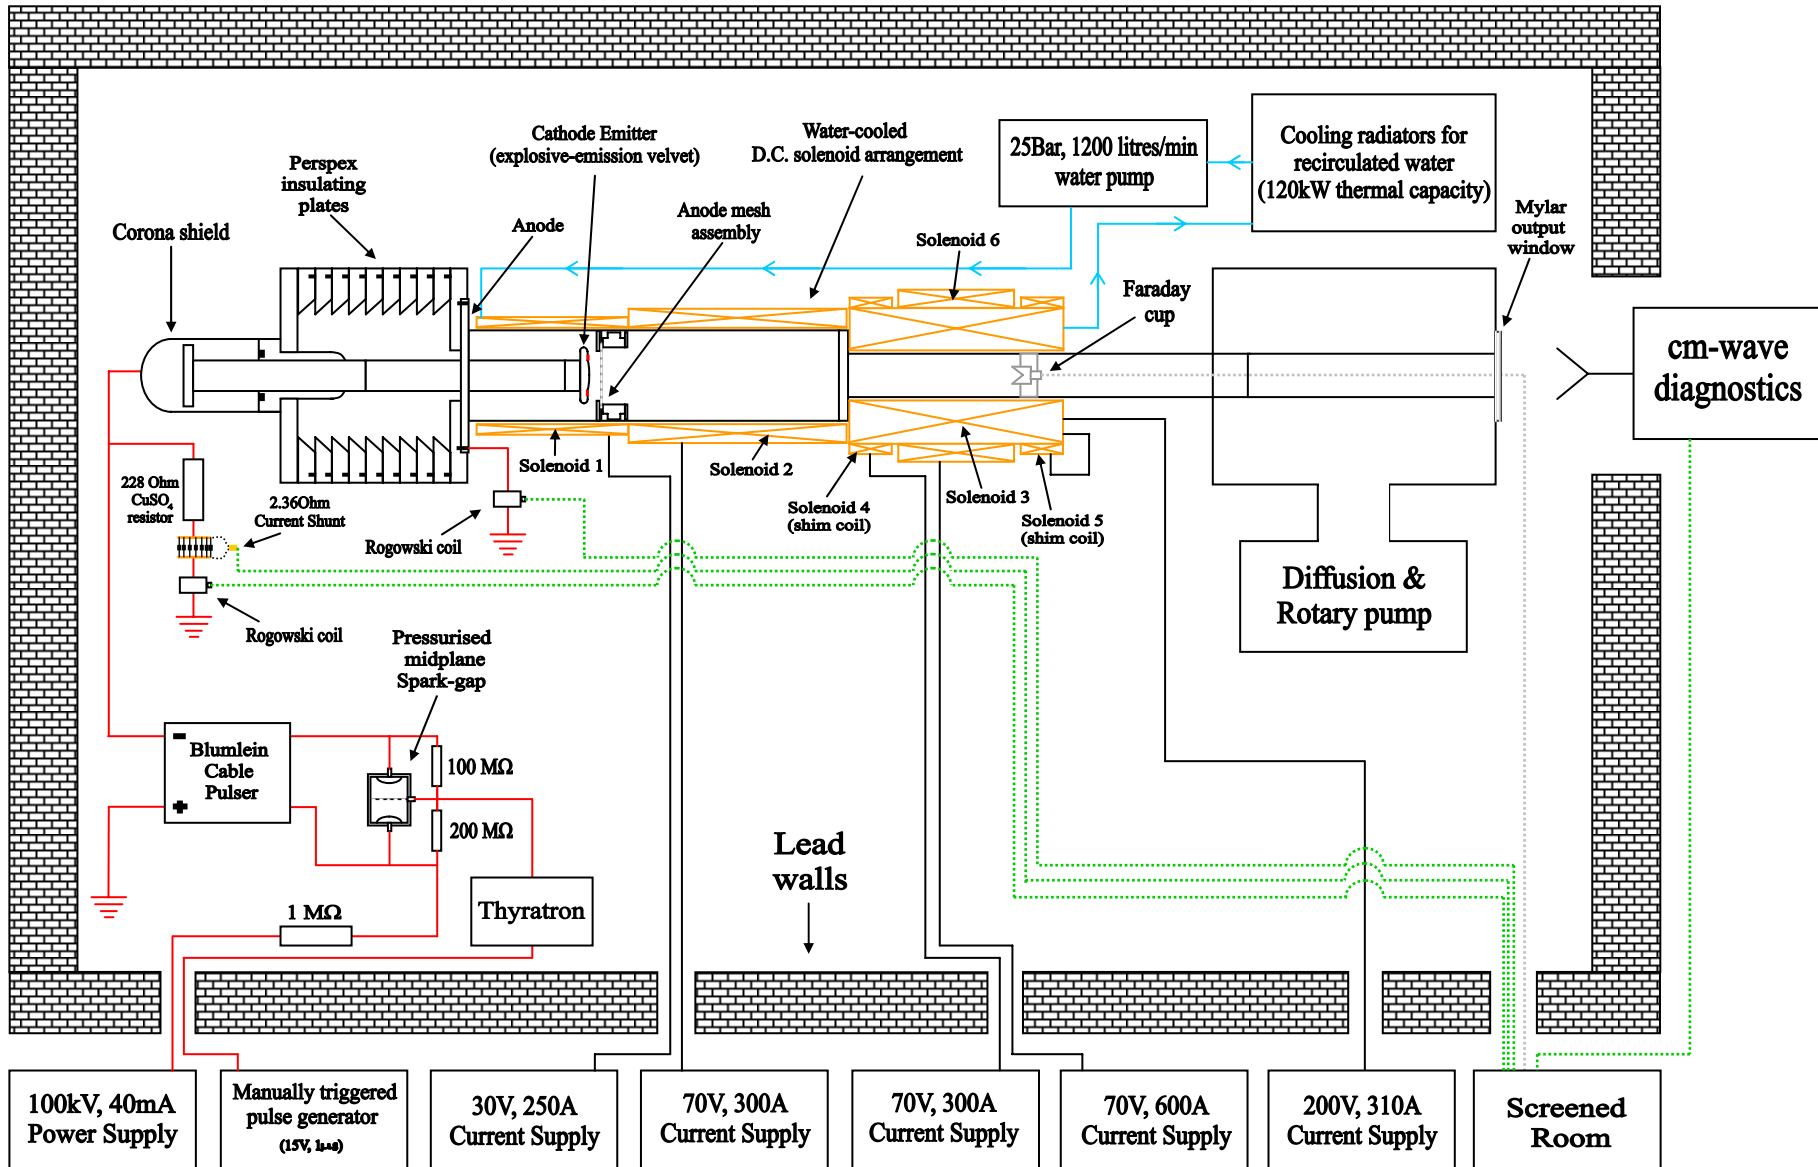 Cathode Emitter
(explosive-emission velvet)
Water-cooled
D.C. solenoid arrangement
25Bar, 1200 litres/min
water pump
Cooling radiators for
recirculated water
(120kW thermal capacity)
Perspex
insulating
plates
Corona shield
Anode
Anode mesh
assembly
Solenoid 6
Mylar
output
window
Faraday
cup
cm-wave
diagnostics
228 Ohm
CuSO4
resistor
2.36Ohm
Current Shunt
Solenoid 1
Solenoid 2
Solenoid 4
(shim coil)
Solenoid 3
Solenoid 5
(shim coil)
Rogowski coil
Rogowski coil
Diffusion &
Rotary pump
Pressurised
midplane
Spark-gap
-
Blumlein
Cable
Pulser
+
100 MΩ
200 MΩ
Lead
walls
Thyratron
1 MΩ
100kV, 40mA
Power Supply
Manually triggered
pulse generator
(15V, 1μs)
30V, 250A
Current Supply
70V, 300A
Current Supply
70V, 300A
Current Supply
70V, 600A
Current Supply
200V, 310A
Current Supply
Screened
Room